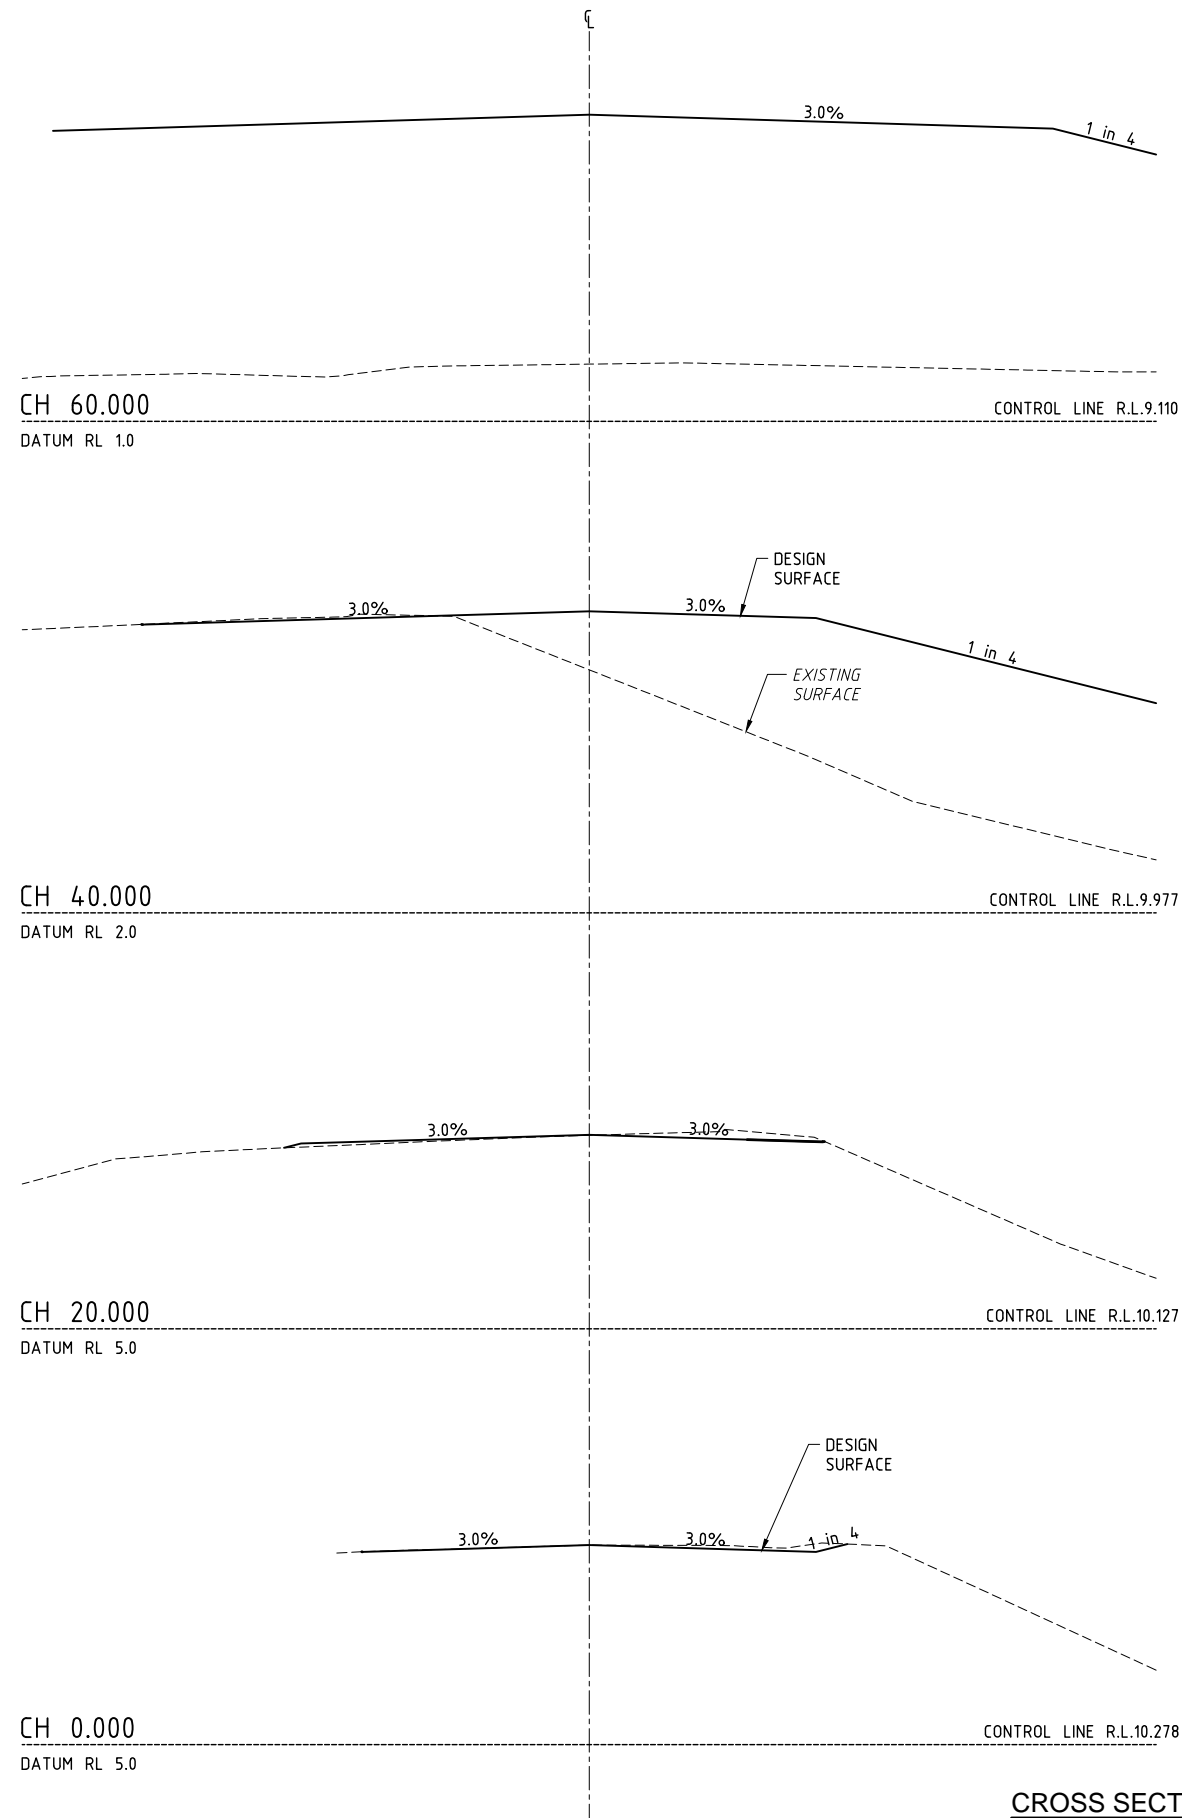 ℄
3.0%
1 in 4
CH 60.000
CONTROL LINE R.L.9.110
DATUM RL 1.0
DESIGN
SURFACE
3.0%
3.0%
1 in 4
EXISTING
SURFACE
CH 40.000
CONTROL LINE R.L.9.977
DATUM RL 2.0
3.0%
3.0%
CH 20.000
CONTROL LINE R.L.10.127
DATUM RL 5.0
DESIGN
SURFACE
3.0%
3.0%
1 in 4
CH 0.000
CONTROL LINE R.L.10.278
DATUM RL 5.0
CROSS SECT